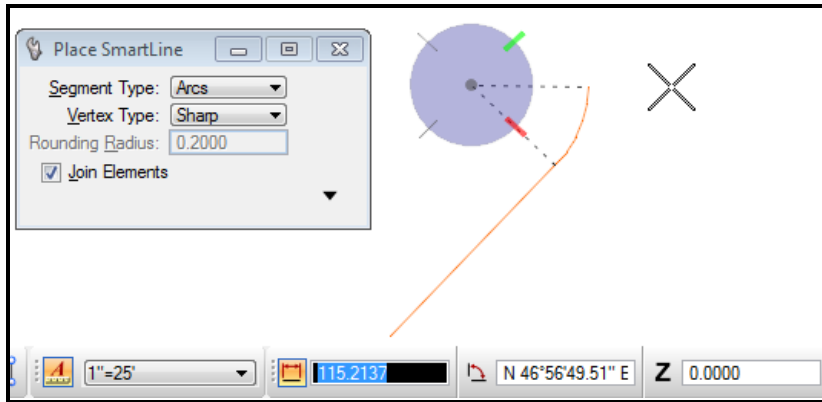 Place SmartLine
Segment Type: Arcs
Vertex Type: Sharp
Rounding Radius: 0.2000
Join Elements
A 1"=25' 115.2137 N 46°56'49.51" E Z 0.0000